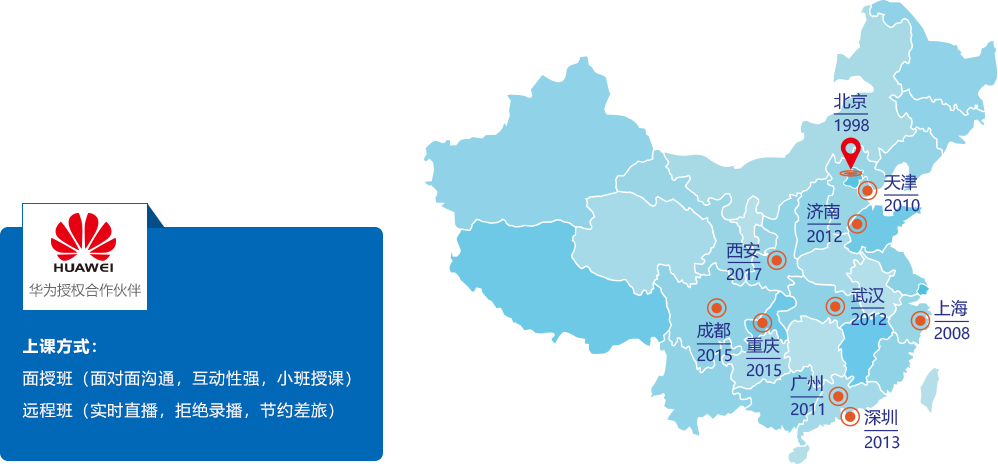 HUAWEI
华为授权合作伙伴
上课方式：
面授班（面对面沟通，互动性强，小班授课）
远程班（实时直播，拒绝录播，节约差旅）
北京
1998
天津
2010
济南
2012
西安
2017
武汉
2012
上海
2008
成都
2015
重庆
2015
广州
2011
深圳
2013